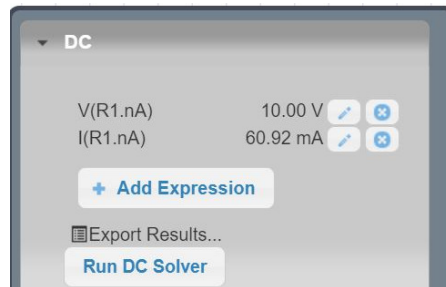 DC
V(R1.nA) 10.00 V
I(R1.nA) 60.92 mA
+ Add Expression
Export Results...
Run DC Solver